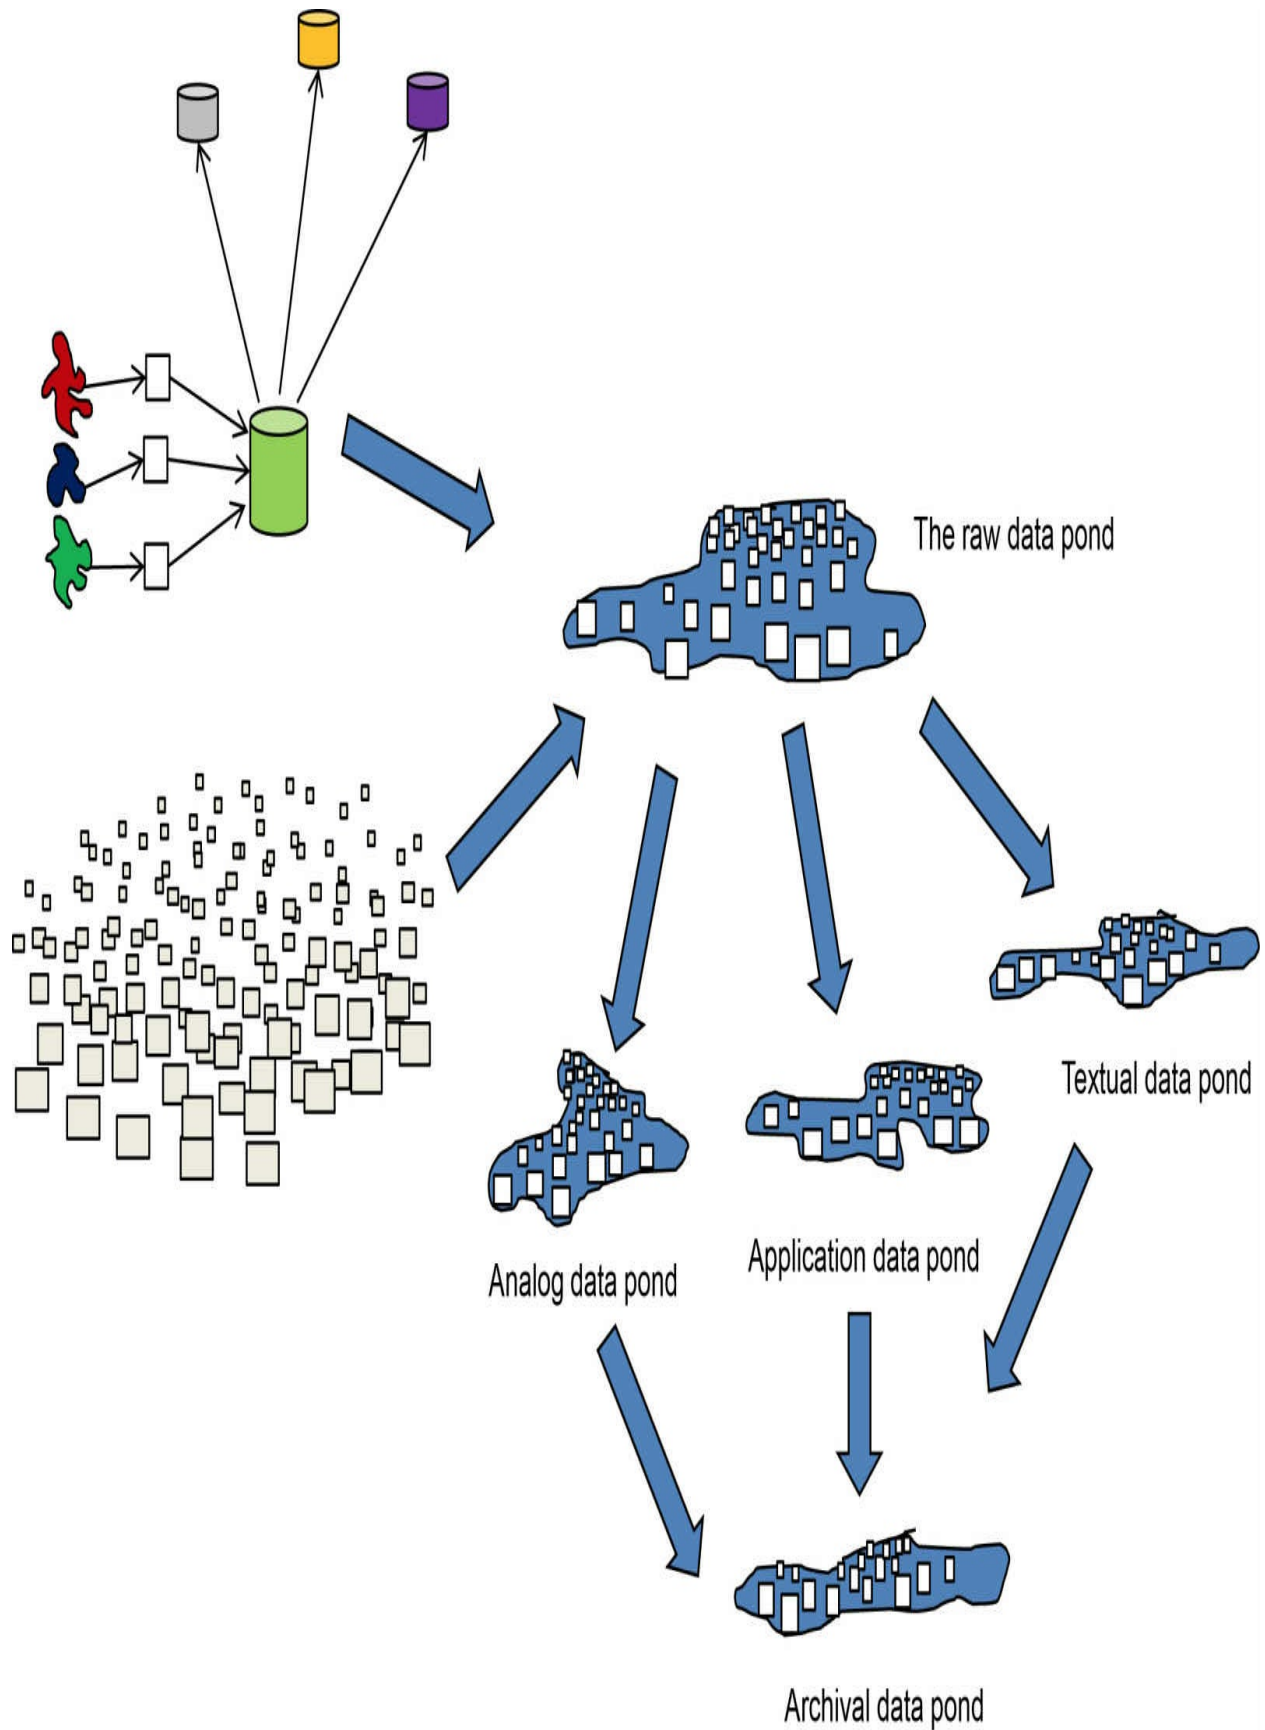 The raw data pond
Textual data pond
Application data pond
Analog data pond
Archival data pond